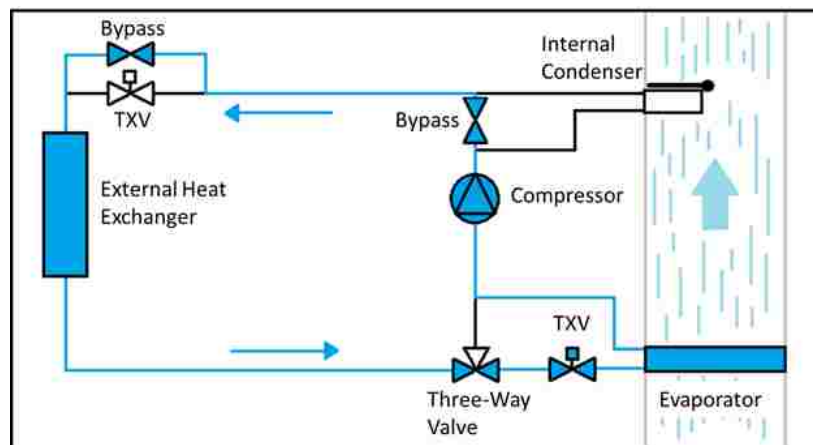 Bypass
TXV
External Heat
Exchanger
Internal
Condenser
Bypass
Compressor
TXV
Three-Way
Valve
Evaporator